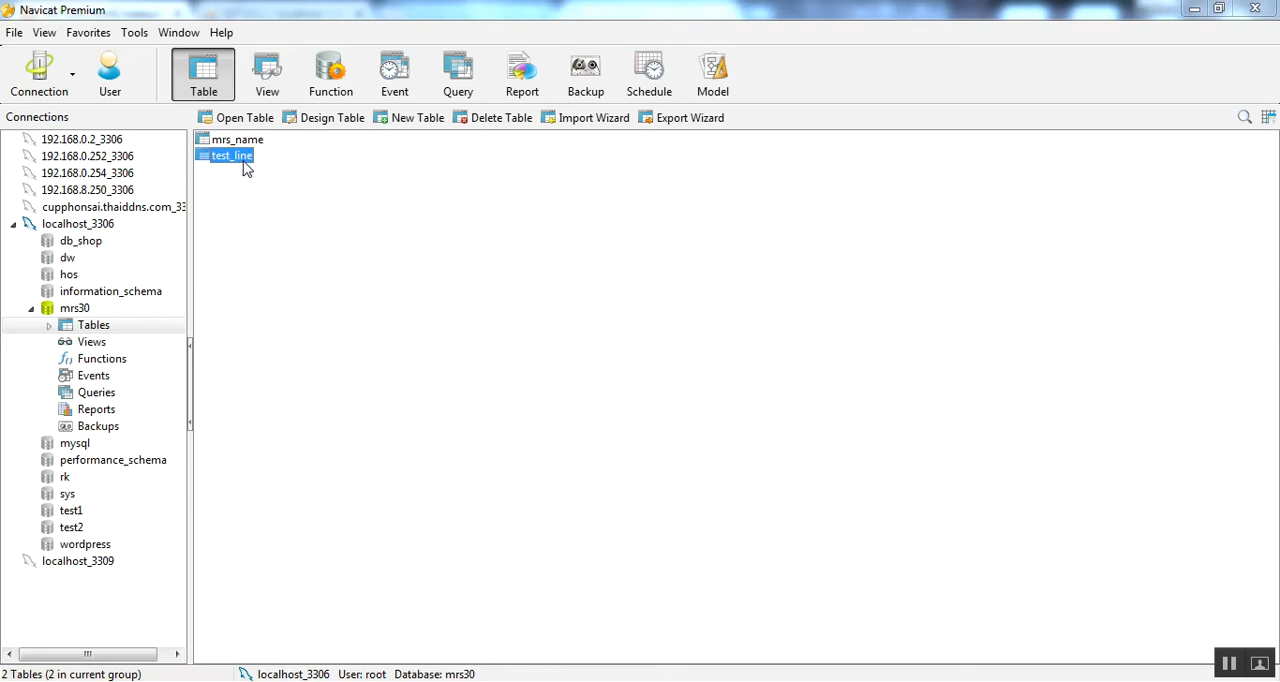 Navicat Premium
File View Favorites Tools Window Help
Connection User Table View Function Event Query Report Backup Schedule Model
Connections
Open Table Design Table New Table Delete Table Import Wizard Export Wizard
192.168.0.2_3306
192.168.0.252_3306
192.168.0.254_3306
192.168.8.250_3306
cupphonsai.thaiddns.com_33
localhost_3306
db_shop
dw
hos
information_schema
mrs30
Tables
Views
Functions
Events
Queries
Reports
Backups
mysql
performance_schema
rk
sys
test1
test2
wordpress
localhost_3309
mrs_name
test_line
2 Tables (2 in current group) localhost_3306 User: root Database: mrs30